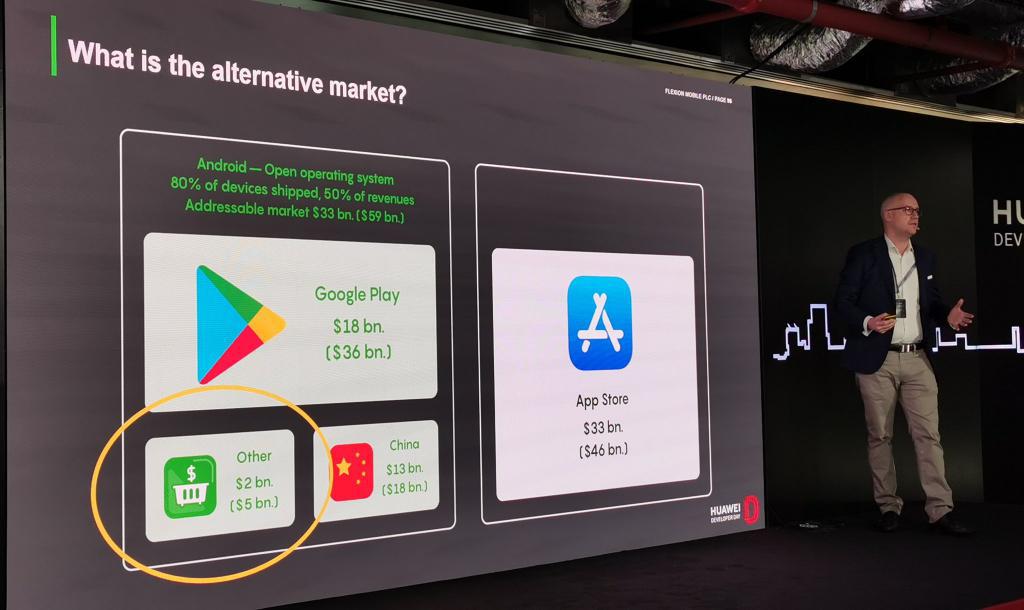 What is the alternative market?
FLEXION MOBILE PLC / PAGE
Android — Open operating system
80% of devices shipped, 50% of revenues
Addressable market $33 bn. ($59 bn.)
Google Play
$18 bn.
($36 bn.)
Other
$2 bn.
($5 bn.)
China
$13 bn.
($18 bn.)
App Store
$33 bn.
($46 bn.)
HUAWEI
DEVELOPER DAY
HU
DEV